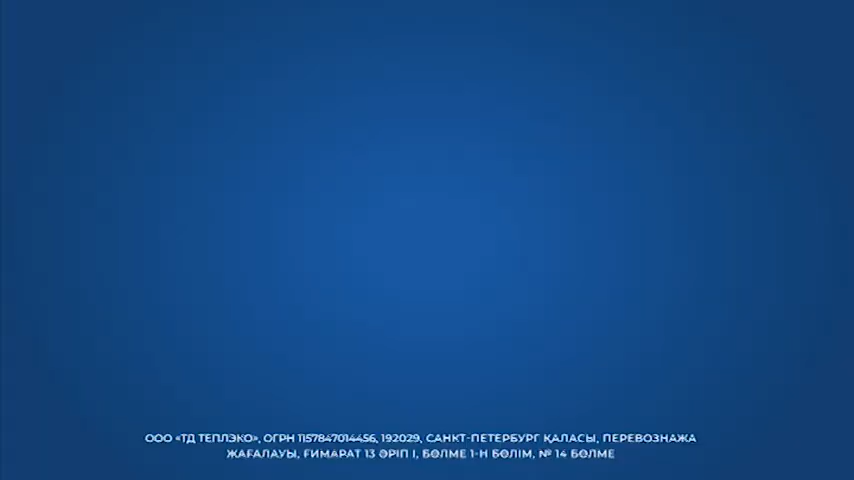 ООО «ТД ТЕПЛЭКО», ОГРН 1157847014456, 192029, САНКТ-ПЕТЕРБУРГ ҚАЛАСЫ, ПЕРЕВОЗНАЖА
ЖАҒАЛАУЫ, ҒИМАРАТ 13 ӘРІП І, БӨЛМЕ 1-Н БӨЛІМ, № 14 БӨЛМЕ